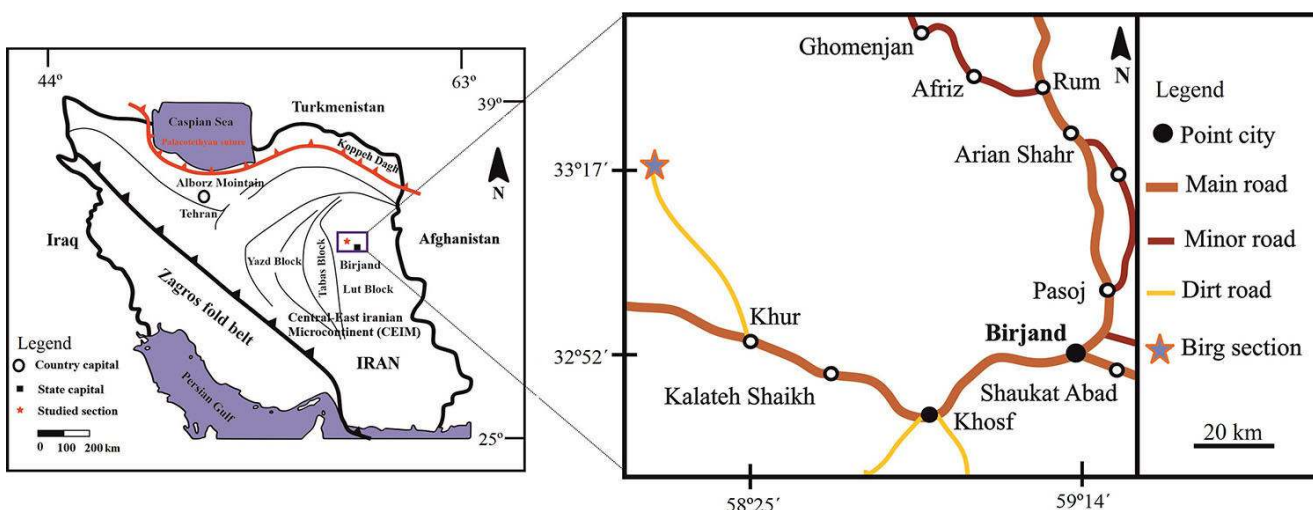 44º
63º
39º
Turkmenistan
Caspian Sea
Palaeotethyan suture
Koppeh Dagh
N
Alborz Mointain
Tehran
Iraq
Afghanistan
Yazd Block
Tabas Block
Birjand
Lut Block
Zagros fold belt
Central-East iranian
Microcontinent (CEIM)
IRAN
Legend
Country capital
State capital
Studied section
0 100 200 km
Persian Gulf
25º
Ghomenjan
N
Afriz
Rum
Arian Shahr
33º17´
Pasoj
Khur
Birjand
32º52´
Kalateh Shaikh
Shaukat Abad
Khosf
58º25´
59º14´
Legend
Point city
Main road
Minor road
Dirt road
Birg section
20 km